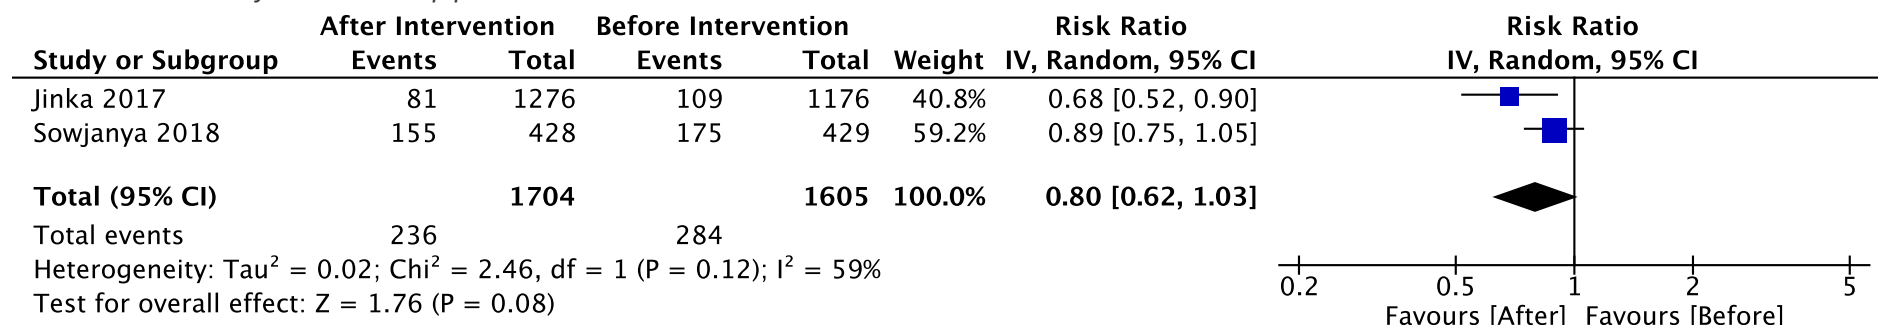 After Intervention Before Intervention Risk Ratio Risk Ratio
Study or Subgroup Events Total Events Total Weight IV, Random, 95% CI IV, Random, 95% CI
Jinka 2017 81 1276 109 1176 40.8% 0.68 [0.52, 0.90]
Sowjanya 2018 155 428 175 429 59.2% 0.89 [0.75, 1.05]
Total (95% CI) 1704 1605 100.0% 0.80 [0.62, 1.03]
Total events 236 284
Heterogeneity: Tau² = 0.02; Chi² = 2.46, df = 1 (P = 0.12); I² = 59%
Test for overall effect: Z = 1.76 (P = 0.08)
0.2 0.5 1 2 5
Favours [After] Favours [Before]